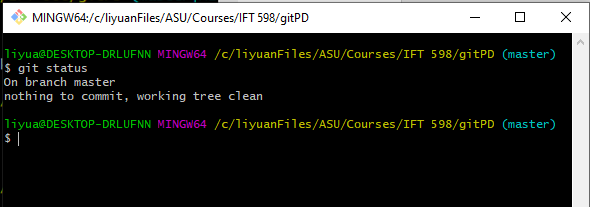 MINGW64:/c/liyuanFiles/ASU/Courses/IFT 598/gitPD
liyua@DESKTOP-DRLUFNN MINGW64 /c/liyuanFiles/ASU/Courses/IFT 598/gitPD (master)
$ git status
On branch master
nothing to commit, working tree clean
liyua@DESKTOP-DRLUFNN MINGW64 /c/liyuanFiles/ASU/Courses/IFT 598/gitPD (master)
$